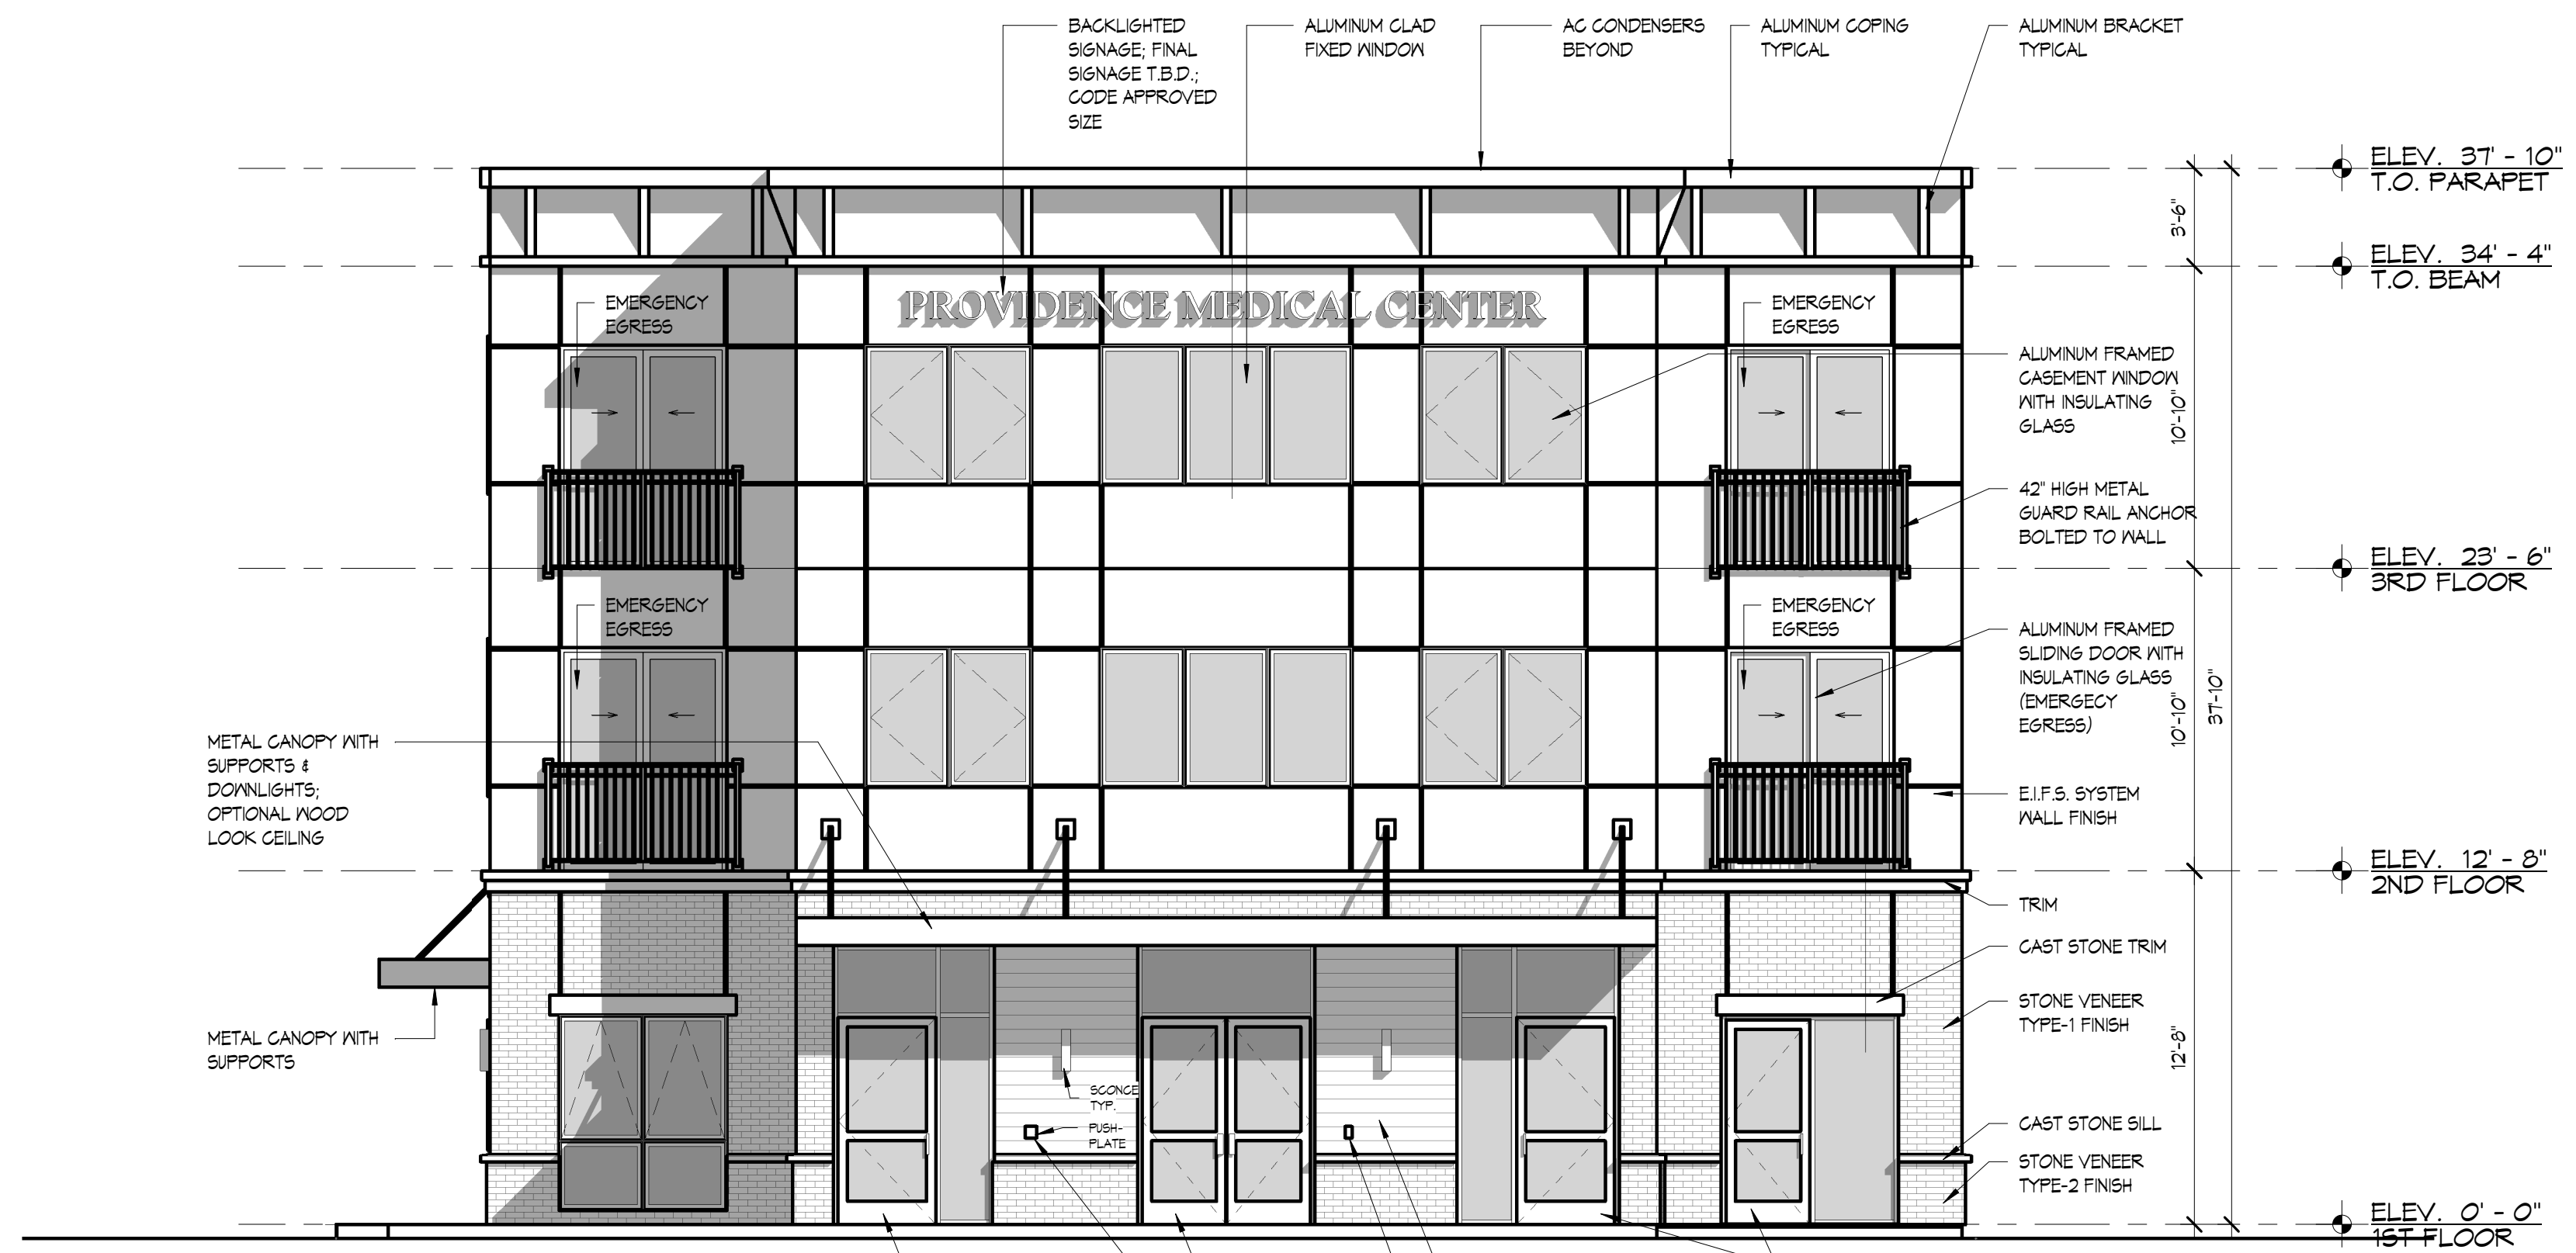 BACKLIGHTED
SIGNAGE; FINAL
SIGNAGE T.B.D.;
CODE APPROVED
SIZE
ALUMINUM CLAD
FIXED WINDOW
AC CONDENSERS
BEYOND
ALUMINUM COPING
TYPICAL
ALUMINUM BRACKET
TYPICAL
ELEV. 37' - 10"
T.O. PARAPET
3'-6"
ELEV. 34' - 4"
T.O. BEAM
EMERGENCY
EGRESS
PROVIDENCE MEDICAL CENTER
EMERGENCY
EGRESS
ALUMINUM FRAMED
CASEMENT WINDOW
WITH INSULATING
GLASS
10'-10"
42" HIGH METAL
GUARD RAIL ANCHOR
BOLTED TO WALL
ELEV. 23' - 6"
3RD FLOOR
EMERGENCY
EGRESS
EMERGENCY
EGRESS
ALUMINUM FRAMED
SLIDING DOOR WITH
INSULATING GLASS
(EMERGECY
EGRESS)
10'-10"
37'-10"
METAL CANOPY WITH
SUPPORTS &
DOWNLIGHTS;
OPTIONAL WOOD
LOOK CEILING
E.I.F.S. SYSTEM
WALL FINISH
ELEV. 12' - 8"
2ND FLOOR
TRIM
CAST STONE TRIM
STONE VENEER
TYPE-1 FINISH
METAL CANOPY WITH
SUPPORTS
12'-8"
SCONCE
TYP.
PUSH-
PLATE
CAST STONE SILL
STONE VENEER
TYPE-2 FINISH
ELEV. 0' - 0"
1ST FLOOR